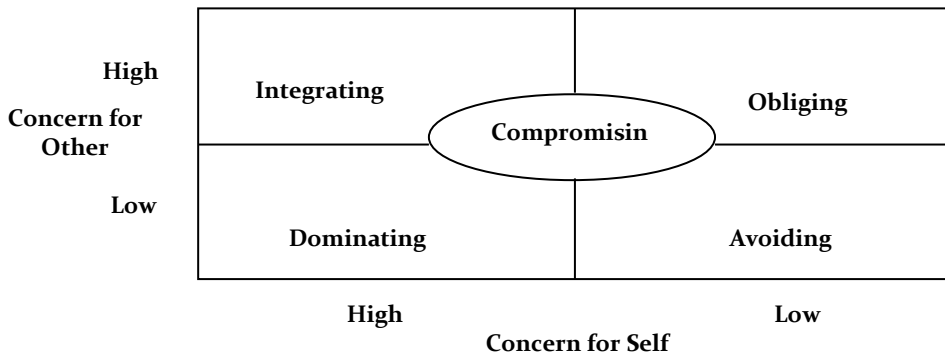 High
Concern for
Other
Low
Integrating
Obliging
Compromisin
Dominating
Avoiding
High
Low
Concern for Self